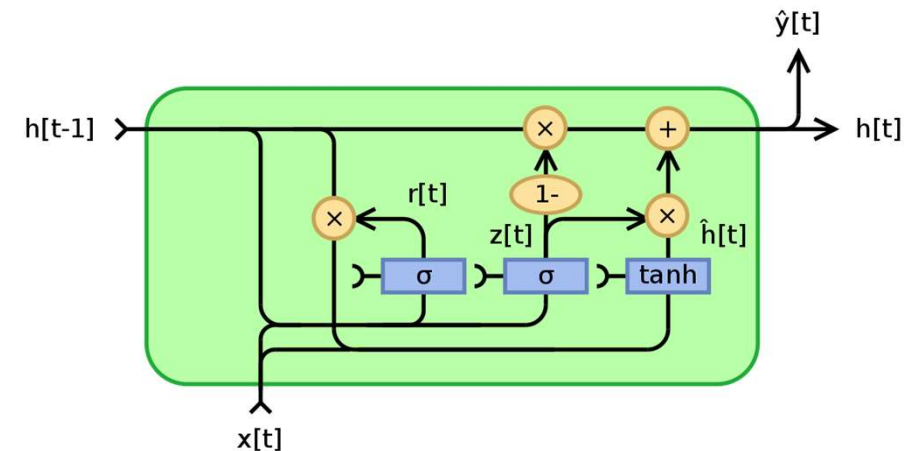 ŷ[t]
h[t-1]
×
+
h[t]
1-
r[t]
×
×
z[t]
ĥ[t]
σ
σ
tanh
x[t]